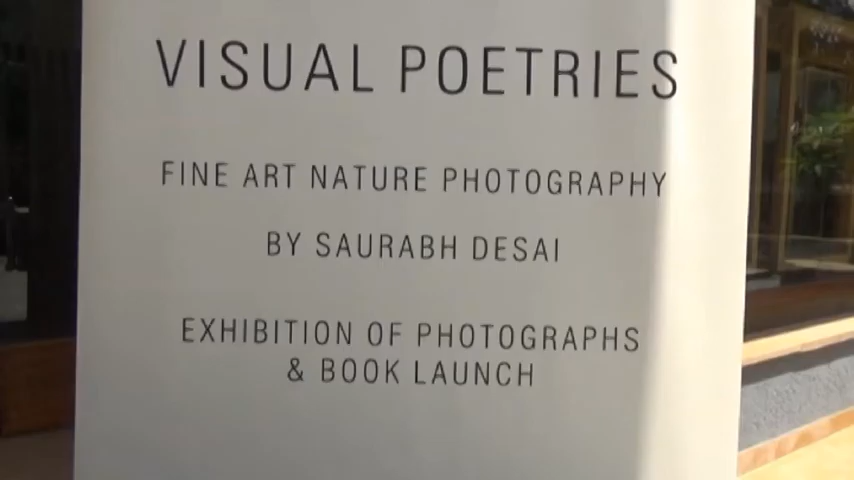 VISUAL POETRIES
FINE ART NATURE PHOTOGRAPHY
BY SAURABH DESAI
EXHIBITION OF PHOTOGRAPHS
& BOOK LAUNCH